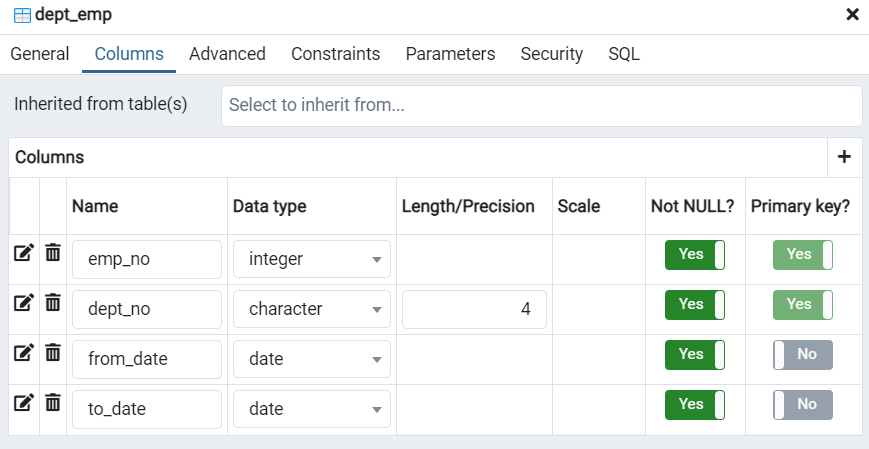 dept_emp
General Columns Advanced Constraints Parameters Security SQL
Inherited from table(s) Select to inherit from...
Columns
Name Data type Length/Precision Scale Not NULL? Primary key?
emp_no integer Yes Yes
dept_no character 4 Yes Yes
from_date date Yes No
to_date date Yes No